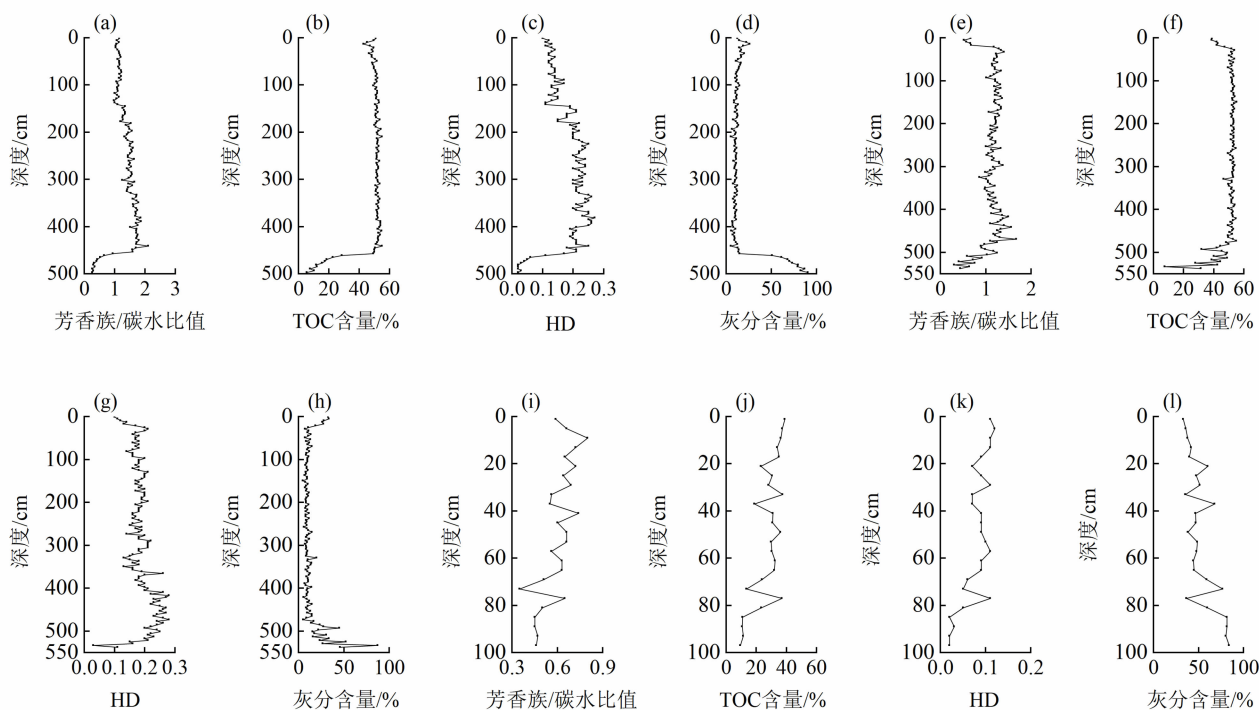 (a) (b) (c) (d) (e) (f)
0 0 0 0 0 0
100 100 100 100 100 100
200 200 200 200 200 200
300 300 300 300 300 300
400 400 400 400 400 400
500 500 500 500 500 500
550 550
深度/cm 深度/cm 深度/cm 深度/cm 深度/cm 深度/cm
0 1 2 3 0 20 40 60 0.0 0.1 0.2 0.3 0 50 100 0 1 2 0 20 40 60
芳香族/碳水比值 TOC含量/% HD 灰分含量/% 芳香族/碳水比值 TOC含量/%
(g) (h) (i) (j) (k) (l)
0 0 0 0 0 0
100 100 20 20 20 20
200 200 40 40 40 40
300 300 60 60 60 60
400 400 80 80 80 80
500 500 100 100 100 100
550 550
深度/cm 深度/cm 深度/cm 深度/cm 深度/cm 深度/cm
0.0 0.1 0.2 0.3 0 50 100 0.3 0.6 0.9 0 20 40 60 0.0 0.1 0.2 0 50 100
HD 灰分含量/% 芳香族/碳水比值 TOC含量/% HD 灰分含量/%